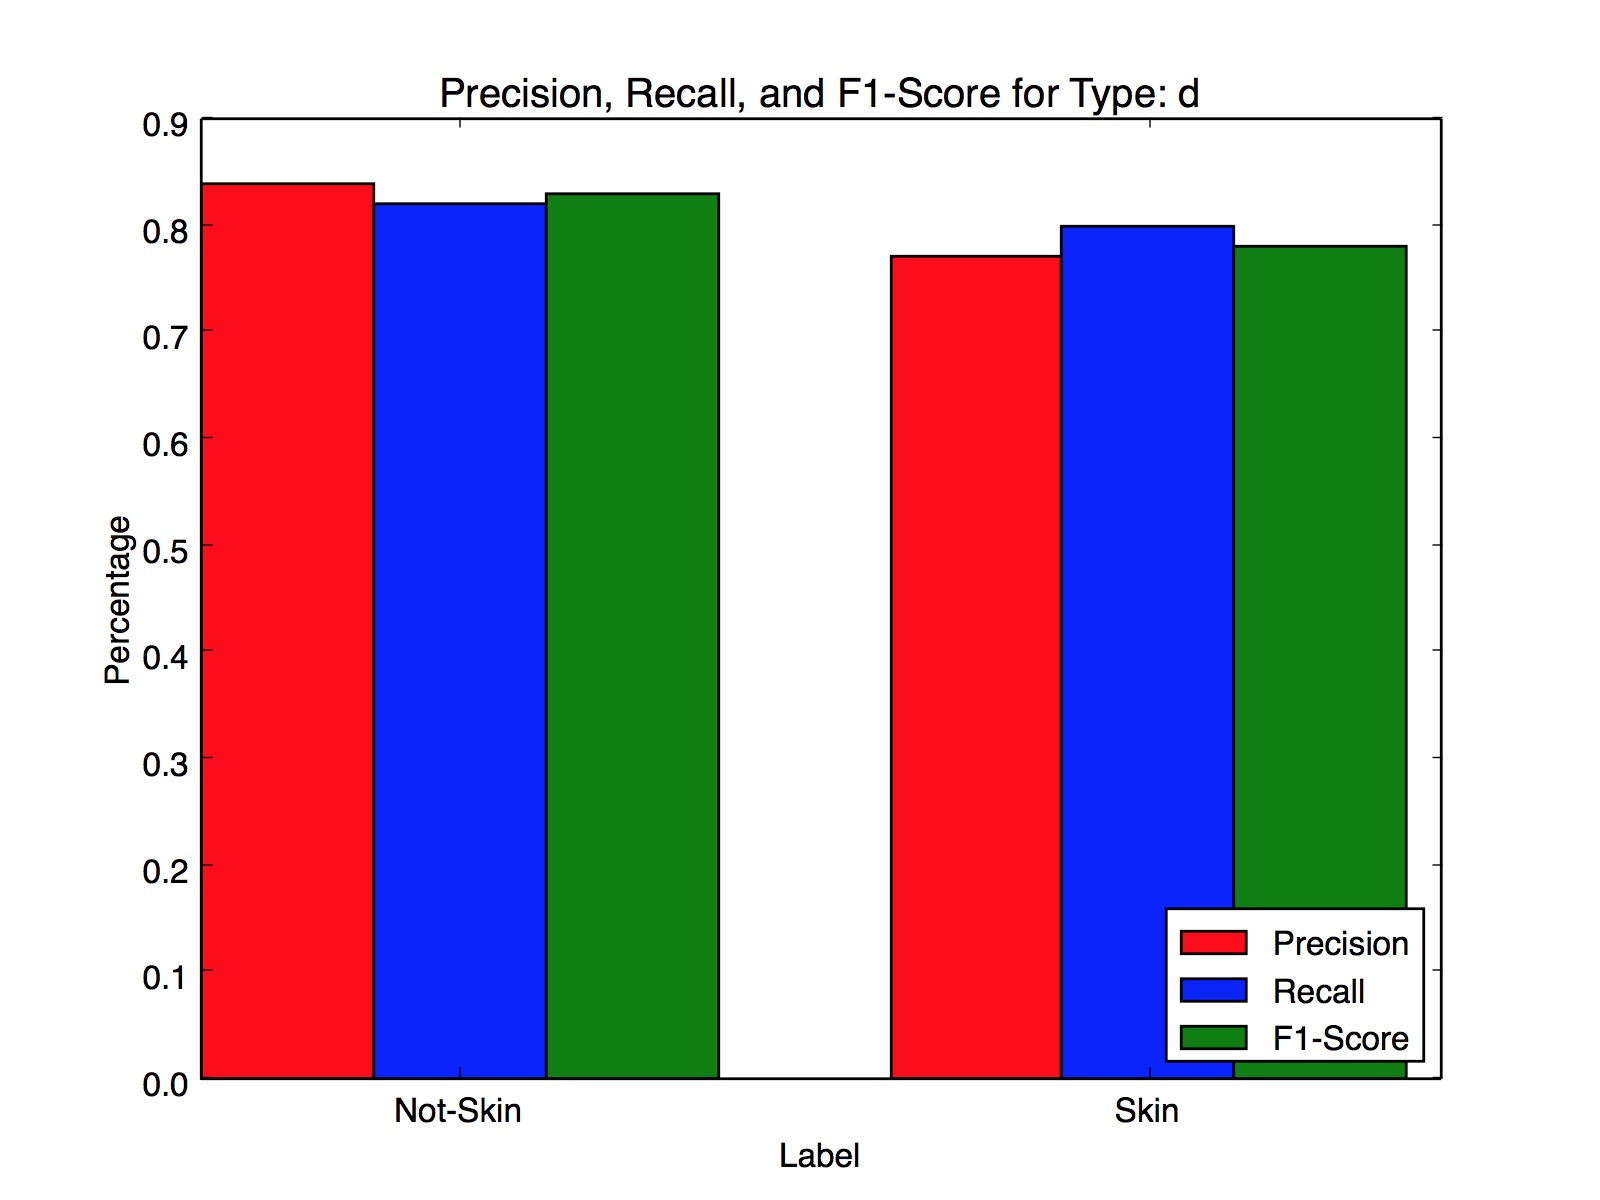 Precision, Recall, and F1-Score for Type: d
0.9
0.8
0.7
0.6
0.5
0.4
0.3
0.2
0.1
0.0
Percentage
Not-Skin Skin
Label
Precision
Recall
F1-Score